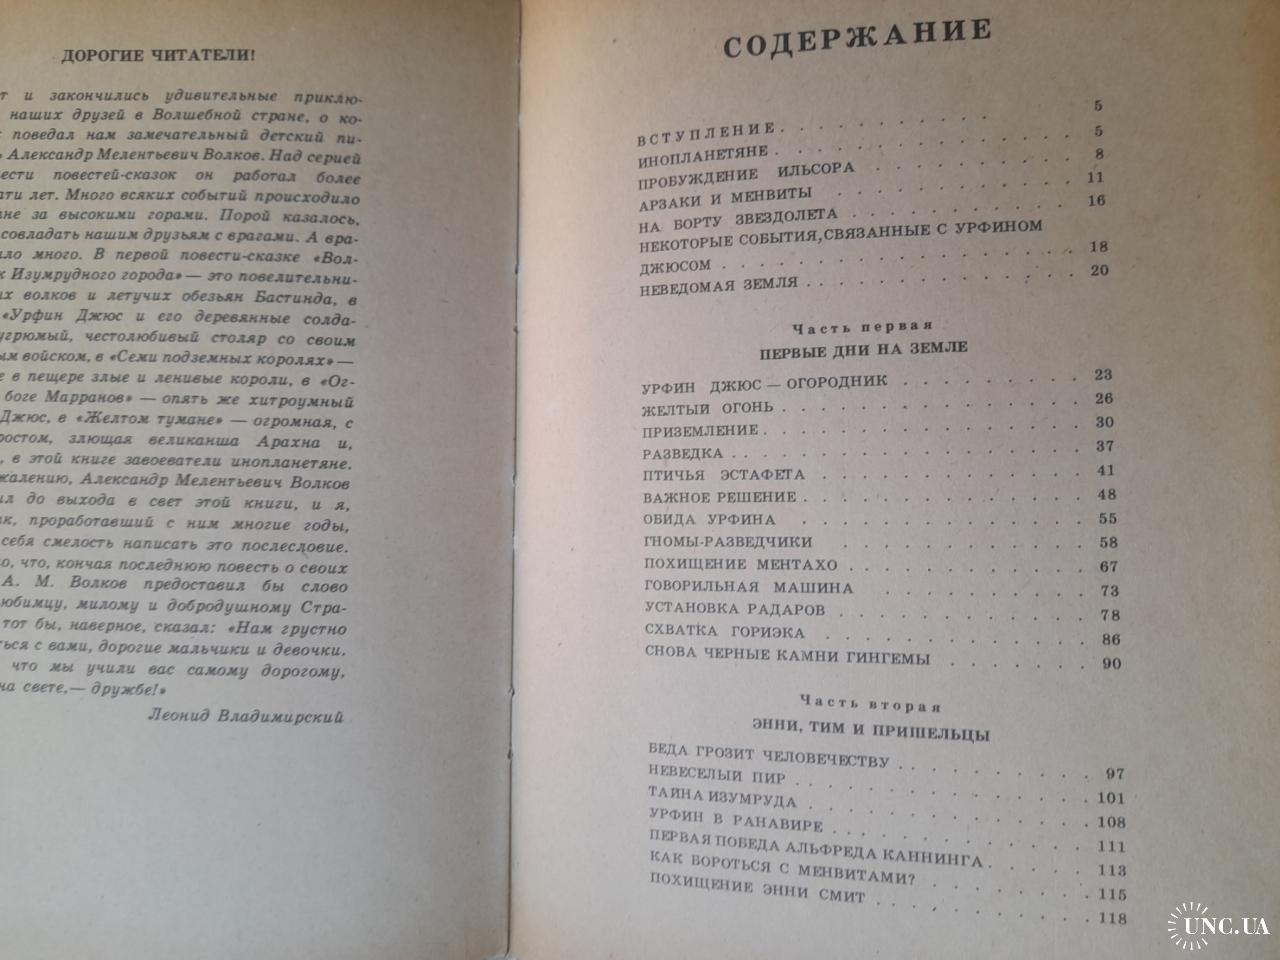 ДОРОГИЕ ЧИТАТЕЛИ!
т и закончились удивительные приклю-
наших друзей в Волшебной стране, о ко-
поведал нам замечательный детский пи-
Александр Мелентьевич Волков. Над серией
ести повестей-сказок он работал более
ати лет. Много всяких событий происходило
не за высокими горами. Порой казалось,
совладать нашим друзьям с врагами. А вра-
ло много. В первой повести-сказке «Вол-
к Изумрудного города» — это повелительни-
х волков и летучих обезьян Бастинда, в
«Урфин Джюс и его деревянные солда-
угрюмый, честолюбивый столяр со своим
ым войском, в «Семи подземных королях» —
е в пещере злые и ленивые короли, в «Ог-
боге Марранов» — опять же хитроумный
Джюс, в «Желтом тумане» — огромная, с
ростом, злющая великанша Арахна и,
, в этой книге завоеватели инопланетяне.
жалению, Александр Мелентьевич Волков
ил до выхода в свет этой книги, и я,
ик, проработавший с ним многие годы,
себя смелость написать это послесловие.
о, что, кончая последнюю повесть о своих
А. М. Волков предоставил бы слово
любимцу, милому и добродушному Стра-
тот бы, наверное, сказал: «Нам грустно
ться с вами, дорогие мальчики и девочки.
что мы учили вас самому дорогому,
на свете,— дружбе!»
Леонид Владимирский
СОДЕРЖАНИЕ
ВСТУПЛЕНИЕ . . . . . . . . . . 5
ИНОПЛАНЕТЯНЕ . . . . . . . . . . 5
ПРОБУЖДЕНИЕ ИЛЬСОРА . . . . . . . . 8
АРЗАКИ И МЕНВИТЫ . . . . . . . . . 11
НА БОРТУ ЗВЕЗДОЛЕТА . . . . . . . . 16
НЕКОТОРЫЕ СОБЫТИЯ, СВЯЗАННЫЕ С УРФИНОМ
ДЖЮСОМ . . . . . . . . . . . 18
НЕВЕДОМАЯ ЗЕМЛЯ . . . . . . . . . 20
Часть первая
ПЕРВЫЕ ДНИ НА ЗЕМЛЕ
УРФИН ДЖЮС — ОГОРОДНИК . . . . . . . 23
ЖЕЛТЫЙ ОГОНЬ . . . . . . . . . . 26
ПРИЗЕМЛЕНИЕ . . . . . . . . . . 30
РАЗВЕДКА . . . . . . . . . . . 37
ПТИЧЬЯ ЭСТАФЕТА . . . . . . . . . 41
ВАЖНОЕ РЕШЕНИЕ . . . . . . . . . 48
ОБИДА УРФИНА . . . . . . . . . . 55
ГНОМЫ-РАЗВЕДЧИКИ . . . . . . . . 58
ПОХИЩЕНИЕ МЕНТАХО . . . . . . . . 67
ГОВОРИЛЬНАЯ МАШИНА . . . . . . . 73
УСТАНОВКА РАДАРОВ . . . . . . . . 78
СХВАТКА ГОРИЭКА . . . . . . . . . 86
СНОВА ЧЕРНЫЕ КАМНИ ГИНГЕМЫ . . . . . 90
Часть вторая
ЭННИ, ТИМ И ПРИШЕЛЬЦЫ
БЕДА ГРОЗИТ ЧЕЛОВЕЧЕСТВУ . . . . . . 97
НЕВЕСЕЛЫЙ ПИР . . . . . . . . . 101
ТАЙНА ИЗУМРУДА . . . . . . . . . 108
УРФИН В РАНАВИРЕ . . . . . . . . 111
ПЕРВАЯ ПОБЕДА АЛЬФРЕДА КАННИНГА . . . . 113
КАК БОРОТЬСЯ С МЕНВИТАМИ? . . . . . . 115
ПОХИЩЕНИЕ ЭННИ СМИТ . . . . . . . 118
UNC.UA